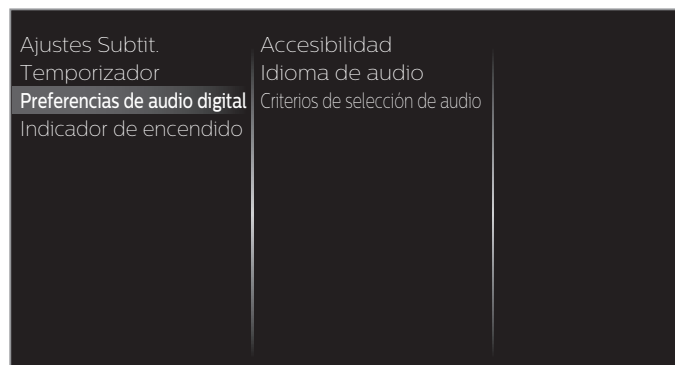 Ajustes Subtit.
Temporizador
Preferencias de audio digital
Indicador de encendido
Accesibilidad
Idioma de audio
Criterios de selección de audio